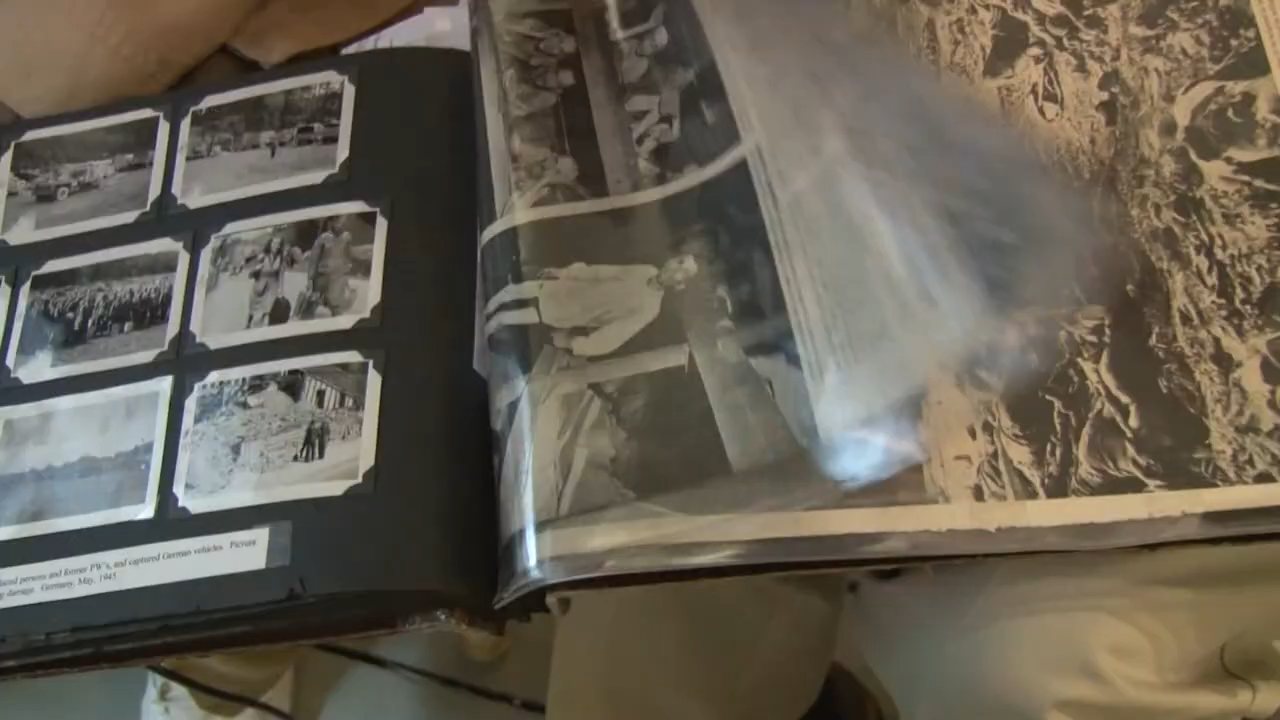 laced persons and former PW's, and captured German vehicles Picture
damage. Germany, May, 1945